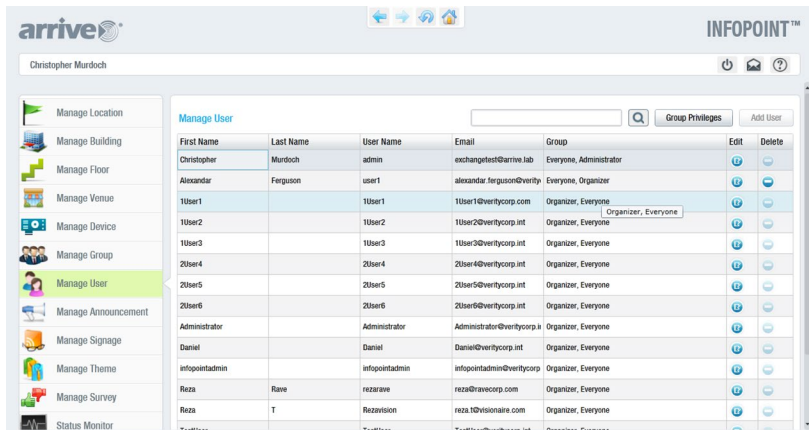 arrive
INFOPOINT™
Christopher Murdoch
Manage Location
Manage Building
Manage Floor
Manage Venue
Manage Device
Manage Group
Manage User
Manage Announcement
Manage Signage
Manage Theme
Manage Survey
Status Monitor
Manage User
Group Privileges
Add User
First Name Last Name User Name Email Group Edit Delete
Christopher Murdoch admin exchangetest@arrive.lab Everyone, Administrator
Alexandar Ferguson user1 alexandar.ferguson@verity Everyone, Organizer
1User1 1User1 1User1@veritycorp.com Organizer, Everyone
Organizer, Everyone
1User2 1User2 1User2@veritycorp.int Organizer, Everyone
1User3 1User3 1User3@veritycorp.int Organizer, Everyone
2User4 2User4 2User4@veritycorp.int Organizer, Everyone
2User5 2User5 2User5@veritycorp.int Organizer, Everyone
2User6 2User6 2User6@veritycorp.int Organizer, Everyone
Administrator Administrator Administrator@veritycorp.i Organizer, Everyone
Daniel Daniel Daniel@veritycorp.int Organizer, Everyone
infopointadmin infopointadmin infopointadmin@veritycorp Organizer, Everyone
Reza Rave rezarave reza@ravecorp.com Organizer, Everyone
Reza T Rezavision reza.t@visionaire.com Organizer, Everyone